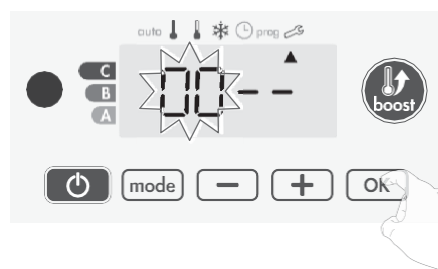 auto prog
C
B
A
00--
boost
mode - + OK